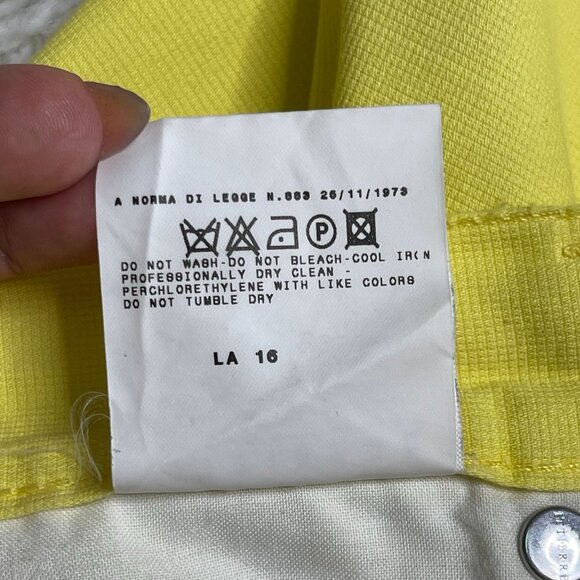 A NORMA DI LEGGE N.883 26/11/1973
P
DO NOT WASH-DO NOT BLEACH-COOL IRON
PROFESSIONALLY DRY CLEAN -
PERCHLORETHYLENE WITH LIKE COLORS
DO NOT TUMBLE DRY
LA 16